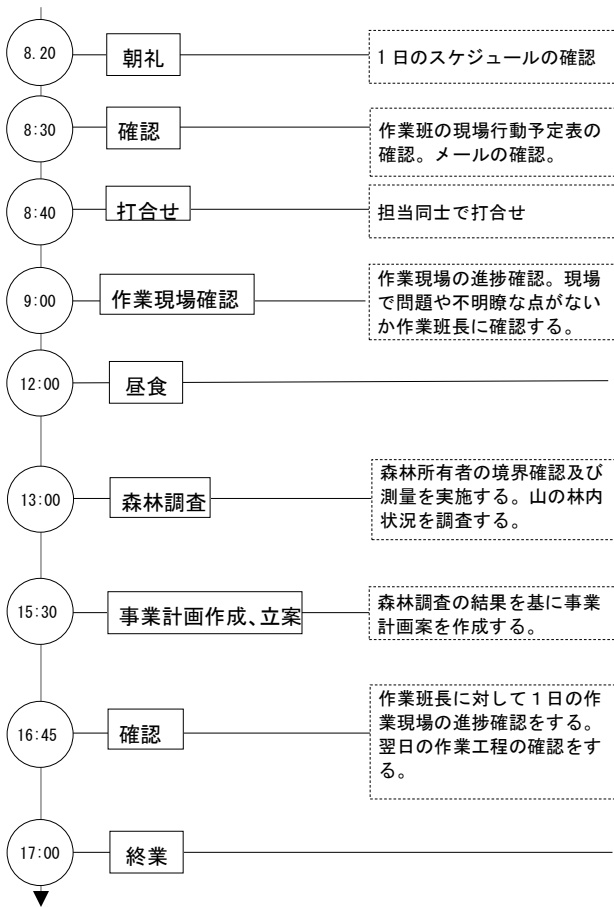 8.20
朝礼
1日のスケジュールの確認
8:30
確認
作業班の現場行動予定表の
確認。メールの確認。
8:40
打合せ
担当同士で打合せ
9:00
作業現場確認
作業現場の進捗確認。現場
で問題や不明瞭な点がない
か作業班長に確認する。
12:00
昼食
13:00
森林調査
森林所有者の境界確認及び
測量を実施する。山の林内
状況を調査する。
15:30
事業計画作成、立案
森林調査の結果を基に事業
計画案を作成する。
16:45
確認
作業班長に対して1日の作
業現場の進捗確認をする。
翌日の作業工程の確認をす
る。
17:00
終業